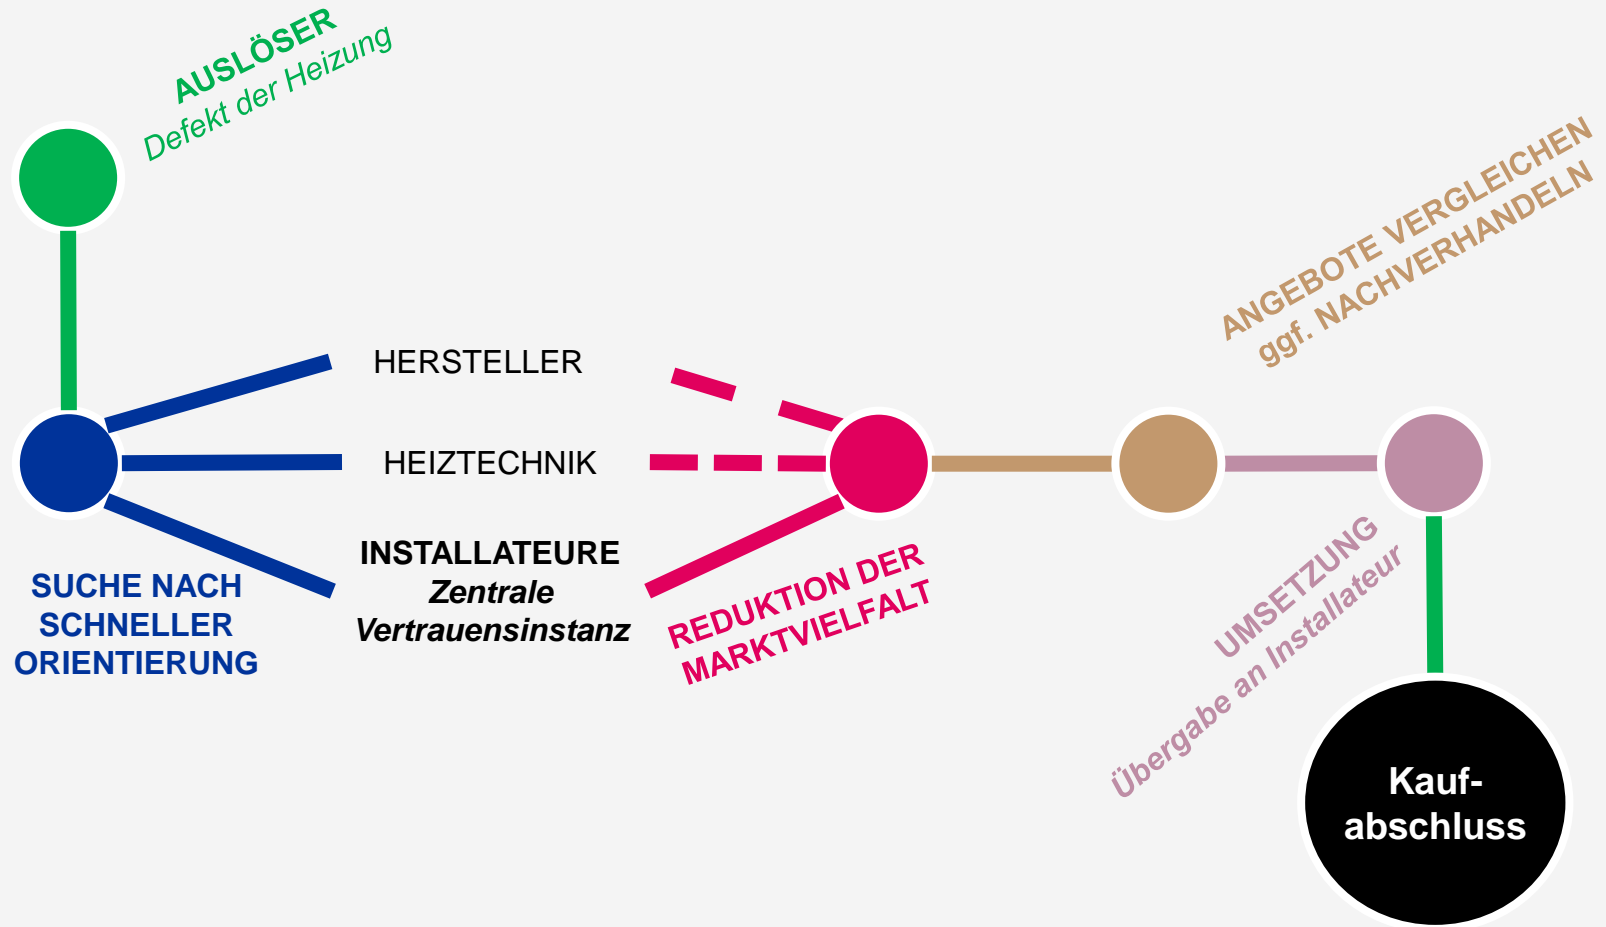 AUSLÖSER
Defekt der Heizung
SUCHE NACH
SCHNELLER
ORIENTIERUNG
HERSTELLER
HEIZTECHNIK
INSTALLATEURE
Zentrale
Vertrauensinstanz
REDUKTION DER
MARKTVIELFALT
ANGEBOTE VERGLEICHEN
ggf. NACHVERHANDELN
UMSETZUNG
Übergabe an Installateur
Kauf-
abschluss